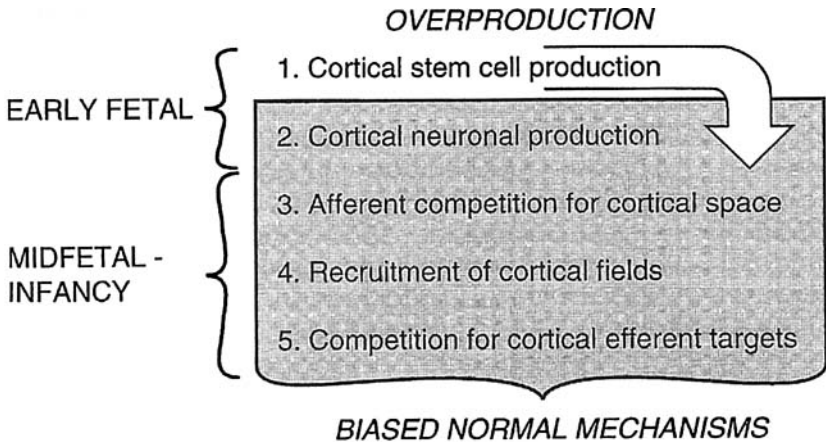 OVERPRODUCTION
1. Cortical stem cell production
EARLY FETAL
2. Cortical neuronal production
3. Afferent competition for cortical space
MIDFETAL -
INFANCY
4. Recruitment of cortical fields
5. Competition for cortical efferent targets
BIASED NORMAL MECHANISMS